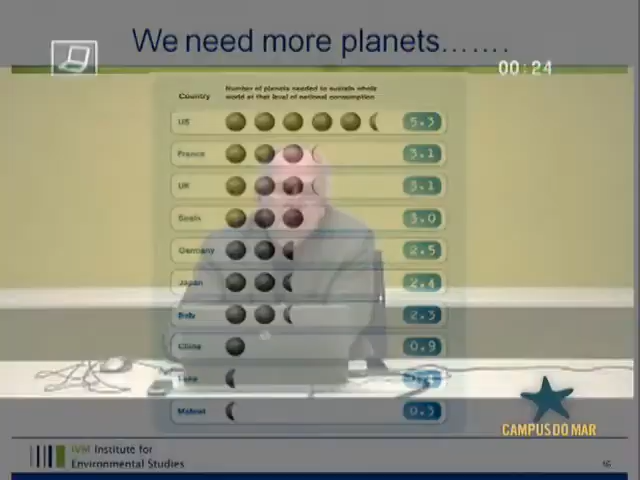 We need more planets.......
00:24
Country
Number of planets needed to sustain whole
world at that level of national consumption
US 5.3
France 3.1
UK 3.1
Spain 3.0
Germany 2.5
Japan 2.4
Italy 2.3
China 0.9
Malawi 0.3
CAMPUS DO MAR
IVM Institute for
Environmental Studies